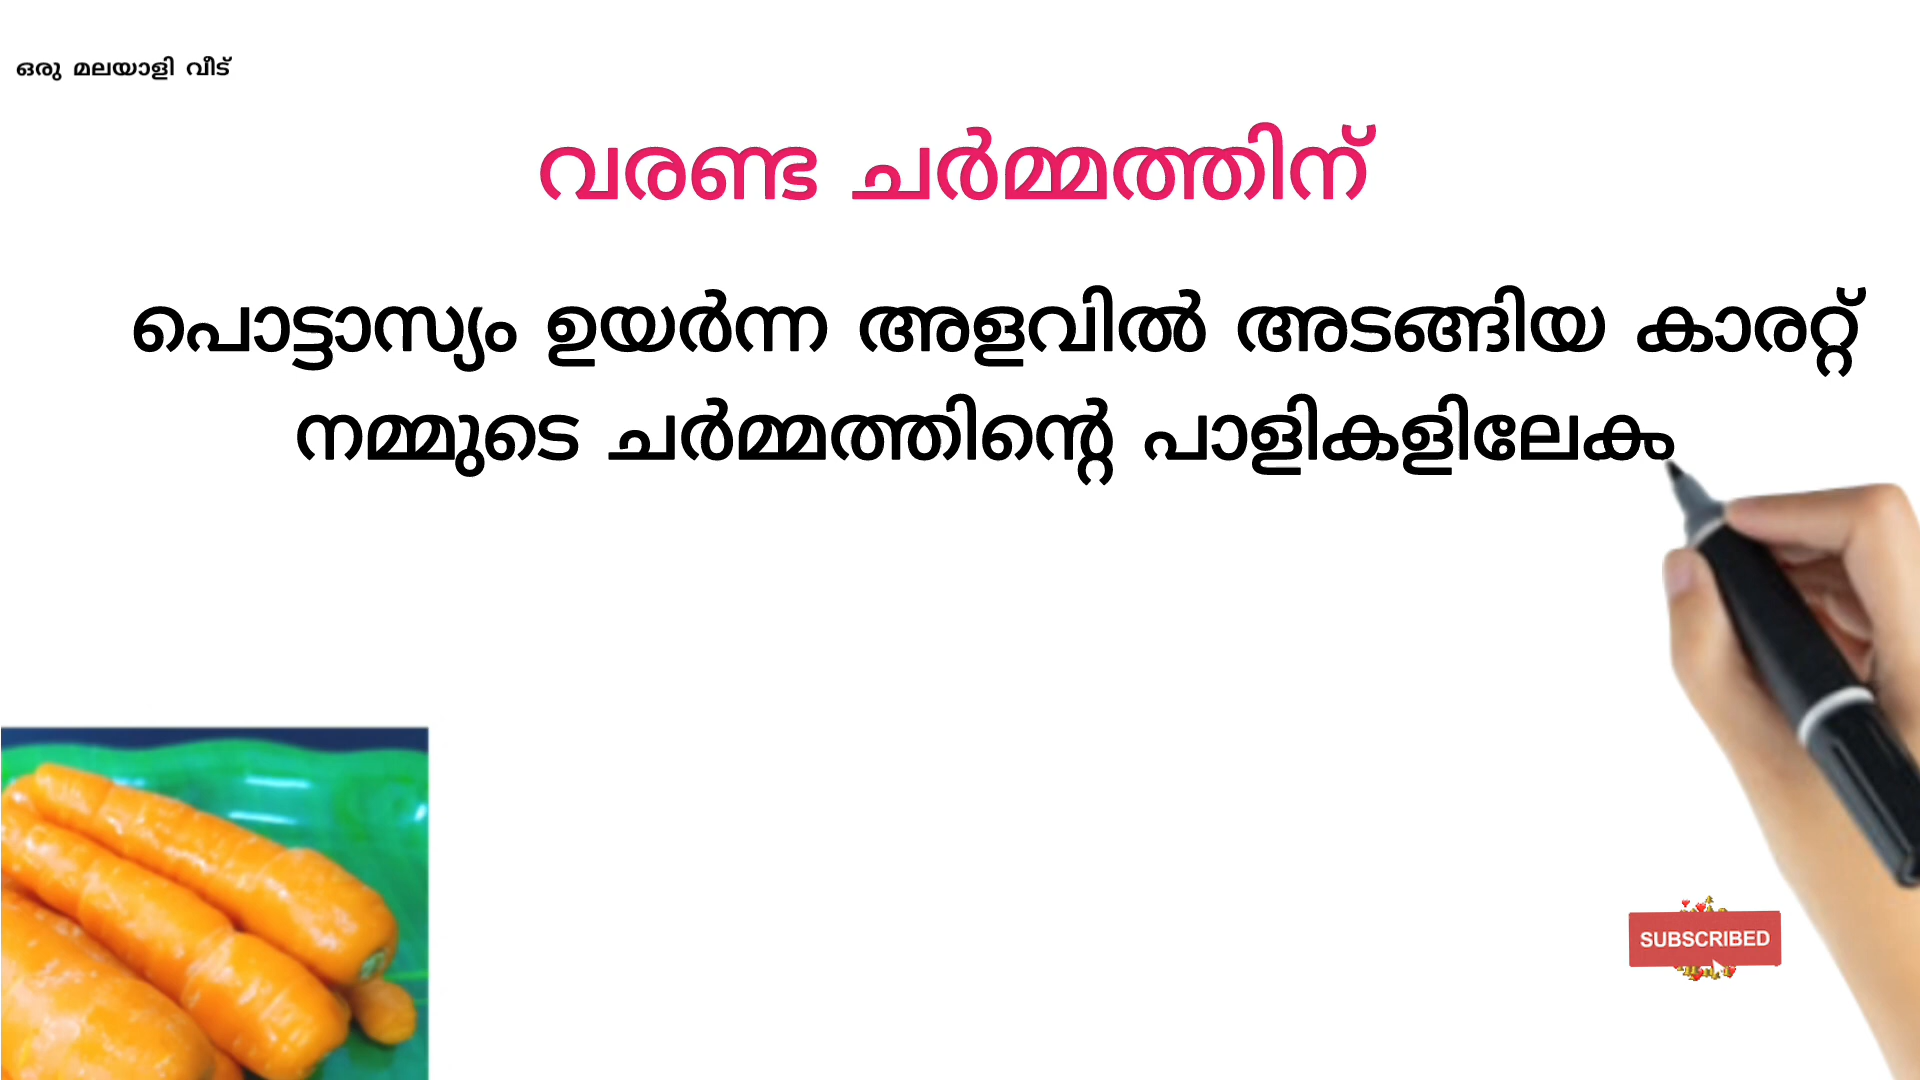 ഒരു മലയാളി വീട്
വരണ്ട ചർമ്മത്തിന്
പൊട്ടാസ്യം ഉയർന്ന അളവിൽ അടങ്ങിയ കാരറ്റ്
നമ്മുടെ ചർമ്മത്തിന്റെ പാളികളിലേക്ക
SUBSCRIBED